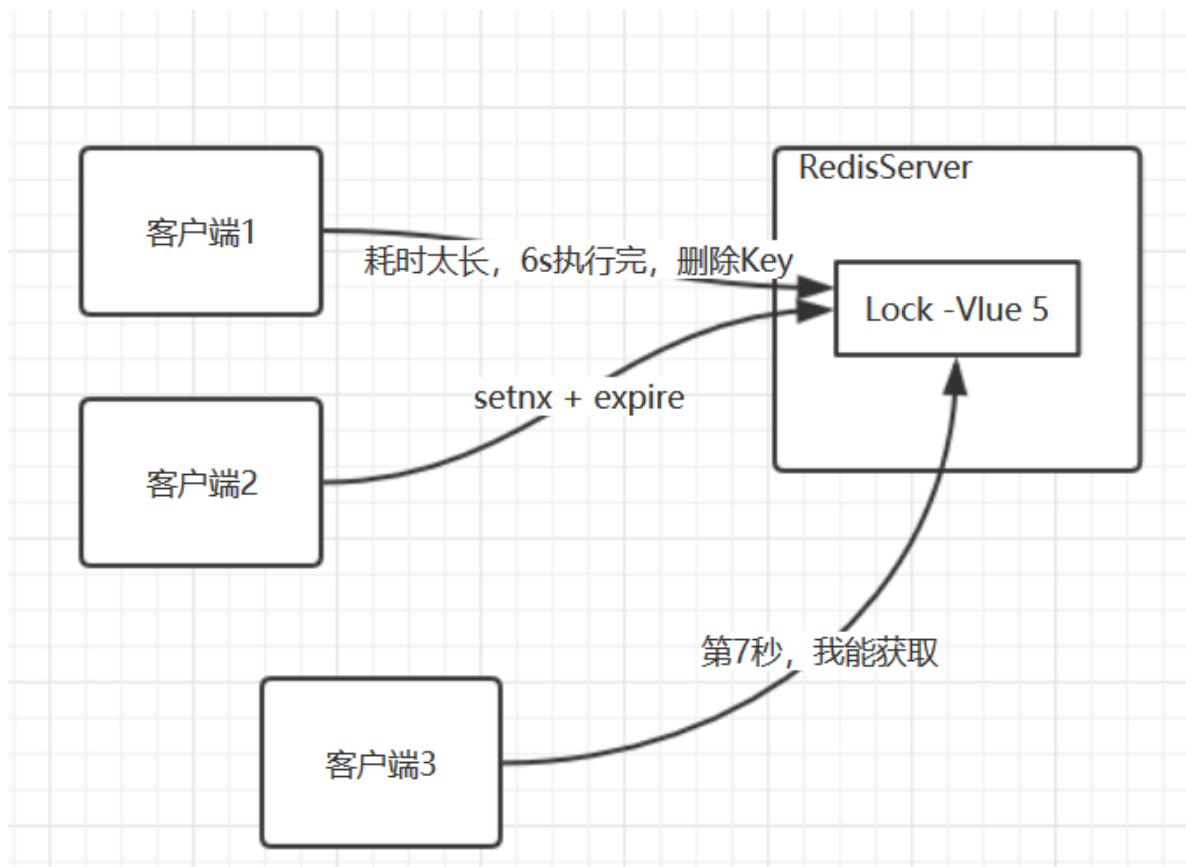 RedisServer
客户端1
耗时太长，6s执行完，删除Key
Lock -Vlue 5
setnx + expire
客户端2
第7秒，我能获取
客户端3